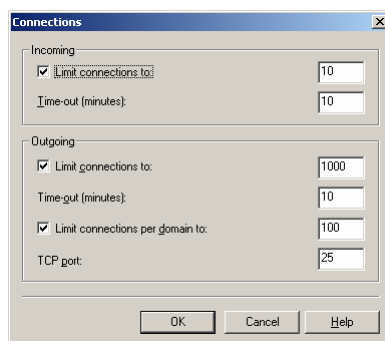 Connections
Incoming
Limit connections to: 10
Time-out (minutes): 10
Outgoing
Limit connections to: 1000
Time-out (minutes): 10
Limit connections per domain to: 100
TCP port: 25
OK Cancel Help